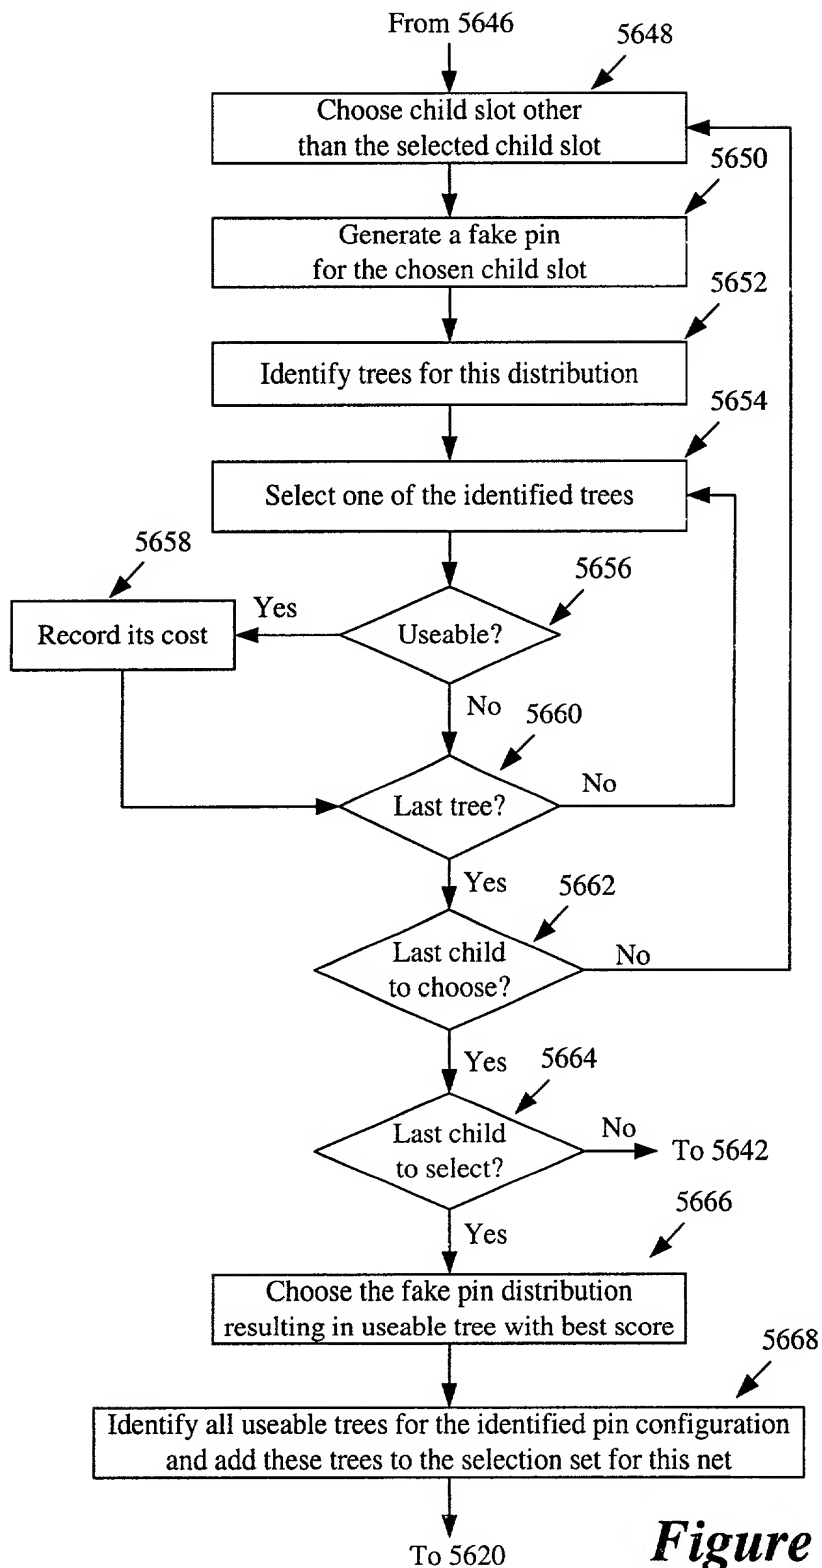 From 5646
5648
Choose child slot other
than the selected child slot
5650
Generate a fake pin
for the chosen child slot
5652
Identify trees for this distribution
5654
Select one of the identified trees
5658
5656
Record its cost
Yes
Useable?
No
5660
Last tree?
No
Yes
5662
Last child
to choose?
No
Yes
5664
Last child
to select?
No
To 5642
Yes
5666
Choose the fake pin distribution
resulting in useable tree with best score
5668
Identify all useable trees for the identified pin configuration
and add these trees to the selection set for this net
To 5620
Figure